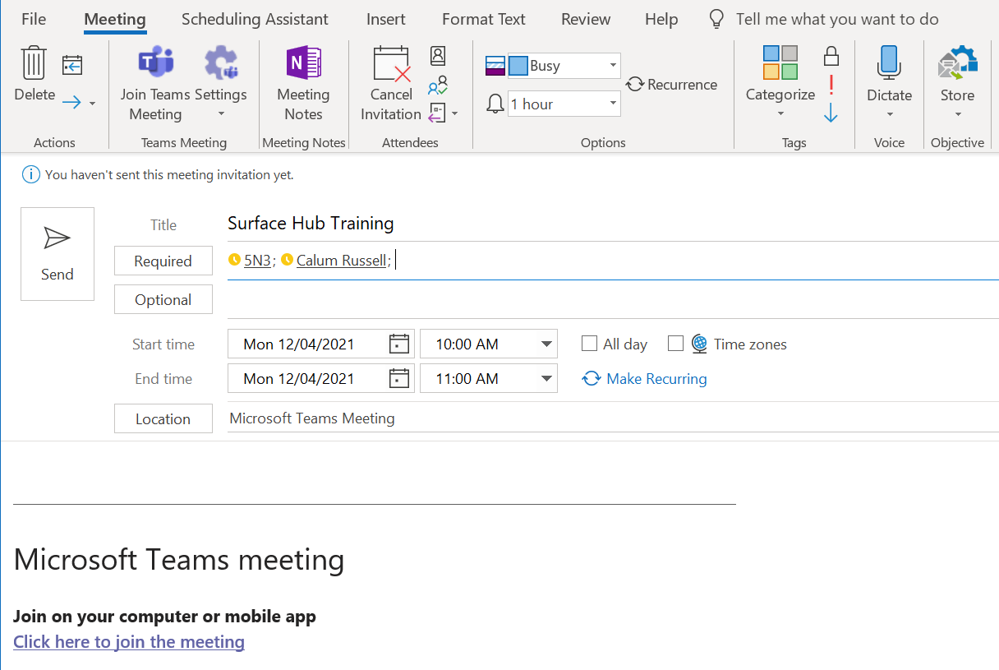 File Meeting Scheduling Assistant Insert Format Text Review Help Tell me what you want to do
Delete
Join Teams Meeting
Settings
Meeting Notes
Cancel Invitation
Busy
1 hour
Recurrence
Categorize
Dictate
Store
Actions Teams Meeting Meeting Notes Attendees Options Tags Voice Objective
You haven't sent this meeting invitation yet.
Send
Title Surface Hub Training
Required 5N3; Calum Russell;
Optional
Start time Mon 12/04/2021 10:00 AM All day Time zones
End time Mon 12/04/2021 11:00 AM Make Recurring
Location Microsoft Teams Meeting
Microsoft Teams meeting
Join on your computer or mobile app
Click here to join the meeting